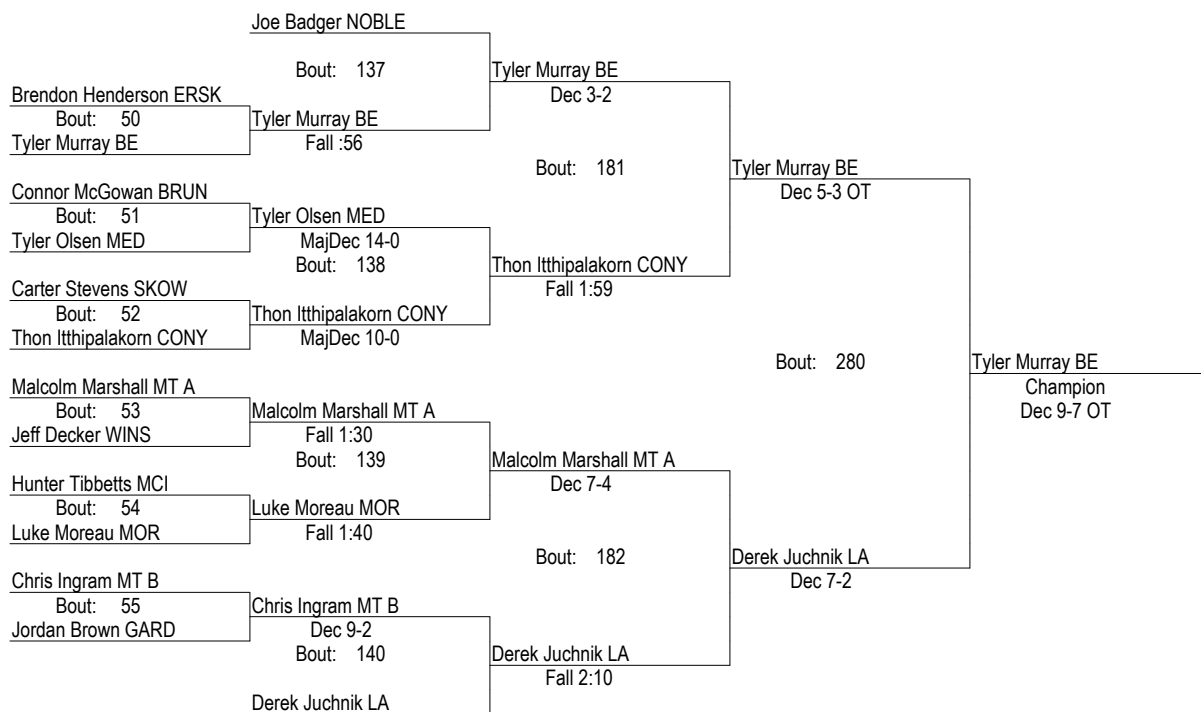 Joe Badger NOBLE
Bout: 137
Tyler Murray BE
Dec 3-2
Brendon Henderson ERSK
Bout: 50
Tyler Murray BE
Tyler Murray BE
Fall :56
Bout: 181
Tyler Murray BE
Dec 5-3 OT
Connor McGowan BRUN
Bout: 51
Tyler Olsen MED
Tyler Olsen MED
MajDec 14-0
Bout: 138
Thon Itthipalakorn CONY
Fall 1:59
Carter Stevens SKOW
Bout: 52
Thon Itthipalakorn CONY
Thon Itthipalakorn CONY
MajDec 10-0
Bout: 280
Tyler Murray BE
Champion
Dec 9-7 OT
Malcolm Marshall MT A
Bout: 53
Jeff Decker WINS
Malcolm Marshall MT A
Fall 1:30
Bout: 139
Malcolm Marshall MT A
Dec 7-4
Hunter Tibbetts MCI
Bout: 54
Luke Moreau MOR
Luke Moreau MOR
Fall 1:40
Bout: 182
Derek Juchnik LA
Dec 7-2
Chris Ingram MT B
Bout: 55
Jordan Brown GARD
Chris Ingram MT B
Dec 9-2
Bout: 140
Derek Juchnik LA
Fall 2:10
Derek Juchnik LA